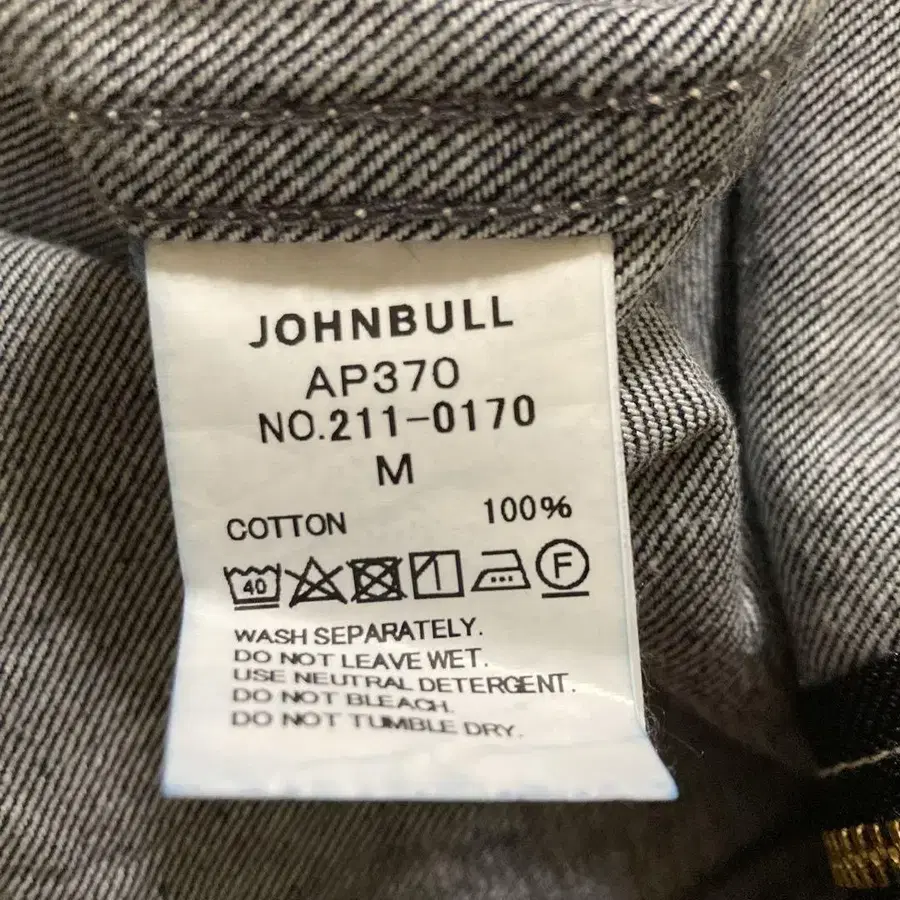 JOHNBULL
AP370
NO.211-0170
M
COTTON 100%
40 F
WASH SEPARATELY.
DO NOT LEAVE WET.
USE NEUTRAL DETERGENT.
DO NOT BLEACH.
DO NOT TUMBLE DRY.